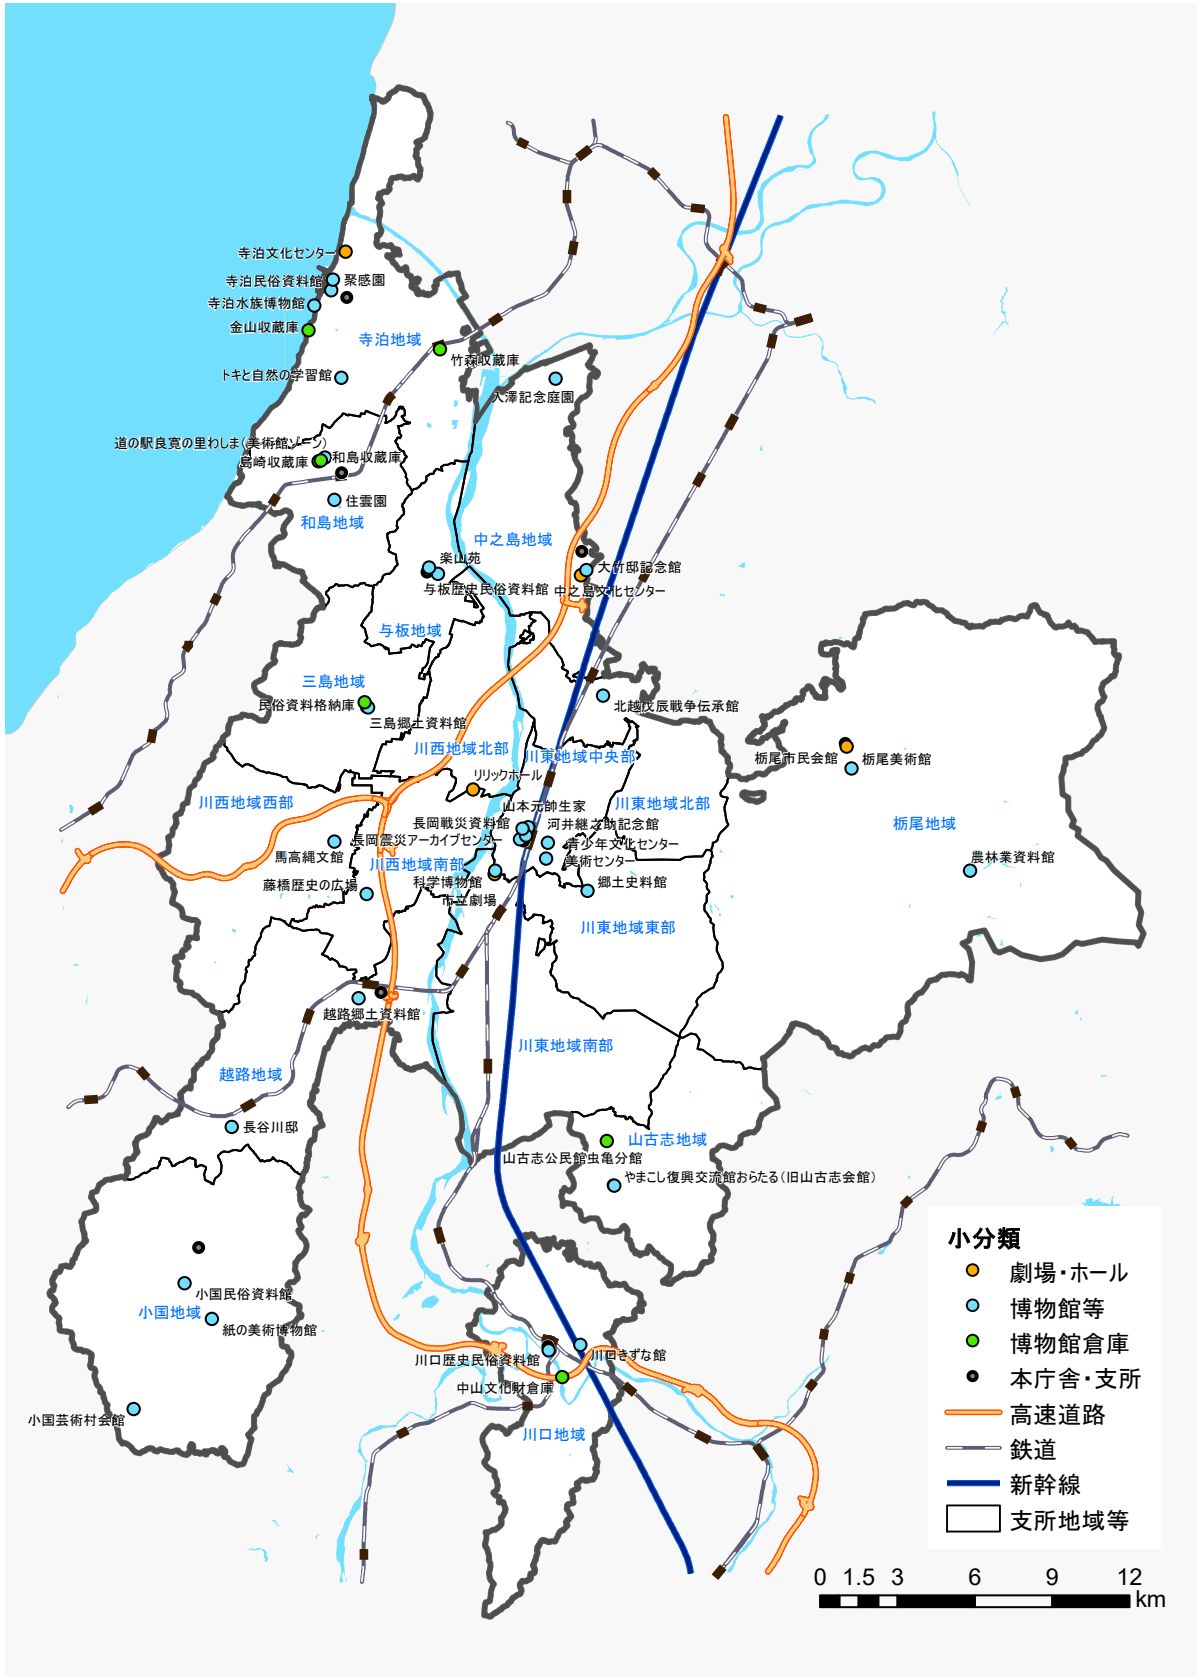 寺泊文化センター
寺泊民俗資料館
聚感園
寺泊水族博物館
金山収蔵庫
寺泊地域
竹森収蔵庫
トキと自然の学習館
入澤記念庭園
道の駅良寛の里わしま(美術館ゾーン)
島崎収蔵庫
和島収蔵庫
住雲園
和島地域
中之島地域
楽山苑
大竹邸記念館
与板歴史民俗資料館
中之島文化センター
与板地域
三島地域
民俗資料格納庫
三島郷土資料館
北越戊辰戦争伝承館
川西地域北部
川東地域中央部
栃尾市民会館
栃尾美術館
リリックホール
川西地域西部
山本元帥生家
川東地域北部
長岡戦災資料館
河井継之助記念館
栃尾地域
長岡震災アーカイブセンター
青少年文化センター
馬高縄文館
川西地域南部
美術センター
農林業資料館
藤橋歴史の広場
科学博物館
郷土史料館
市立劇場
川東地域東部
越路郷土資料館
川東地域南部
越路地域
長谷川邸
山古志地域
山古志公民館虫亀分館
やまこし復興交流館おらたる(旧山古志会館)
小国民俗資料館
小国地域
紙の美術博物館
川口歴史民俗資料館
川口きずな館
中山文化財倉庫
小国芸術村会館
川口地域
小分類
劇場・ホール
博物館等
博物館倉庫
本庁舎・支所
高速道路
鉄道
新幹線
支所地域等
0 1.5 3 6 9 12
km